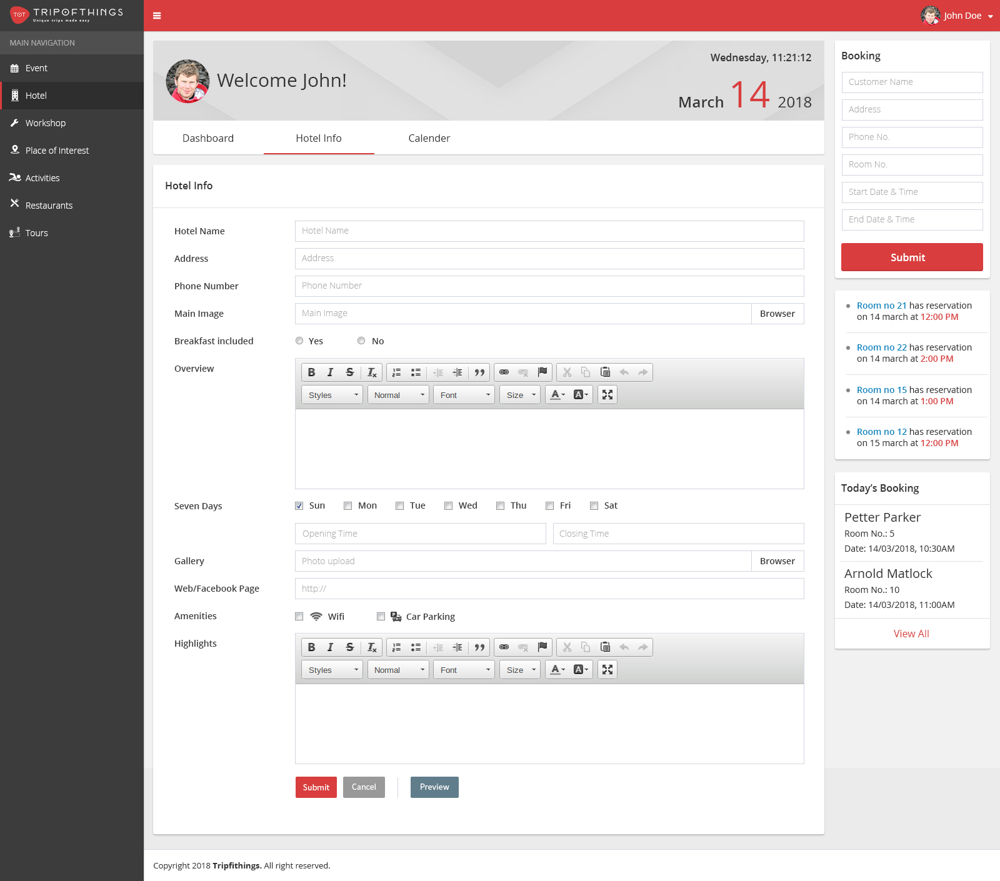 TOT TRIPOFTHINGS
Unique trips made easy
John Doe
MAIN NAVIGATION
Event
Hotel
Workshop
Place of Interest
Activities
Restaurants
Tours
Welcome John!
Wednesday, 11:21:12
March 14 2018
Dashboard Hotel Info Calender
Hotel Info
Hotel Name Hotel Name
Address Address
Phone Number Phone Number
Main Image Main Image Browser
Breakfast included Yes No
Overview
Styles Normal Font Size
Seven Days Sun Mon Tue Wed Thu Fri Sat
Opening Time Closing Time
Gallery Photo upload Browser
Web/Facebook Page http://
Amenities Wifi Car Parking
Highlights
Styles Normal Font Size
Submit Cancel Preview
Booking
Customer Name
Address
Phone No.
Room No.
Start Date & Time
End Date & Time
Submit
Room no 21 has reservation
on 14 march at 12:00 PM
Room no 22 has reservation
on 14 march at 2:00 PM
Room no 15 has reservation
on 14 march at 1:00 PM
Room no 12 has reservation
on 15 march at 12:00 PM
Today's Booking
Petter Parker
Room No.: 5
Date: 14/03/2018, 10:30AM
Arnold Matlock
Room No.: 10
Date: 14/03/2018, 11:00AM
View All
Copyright 2018 Tripfithings. All right reserved.